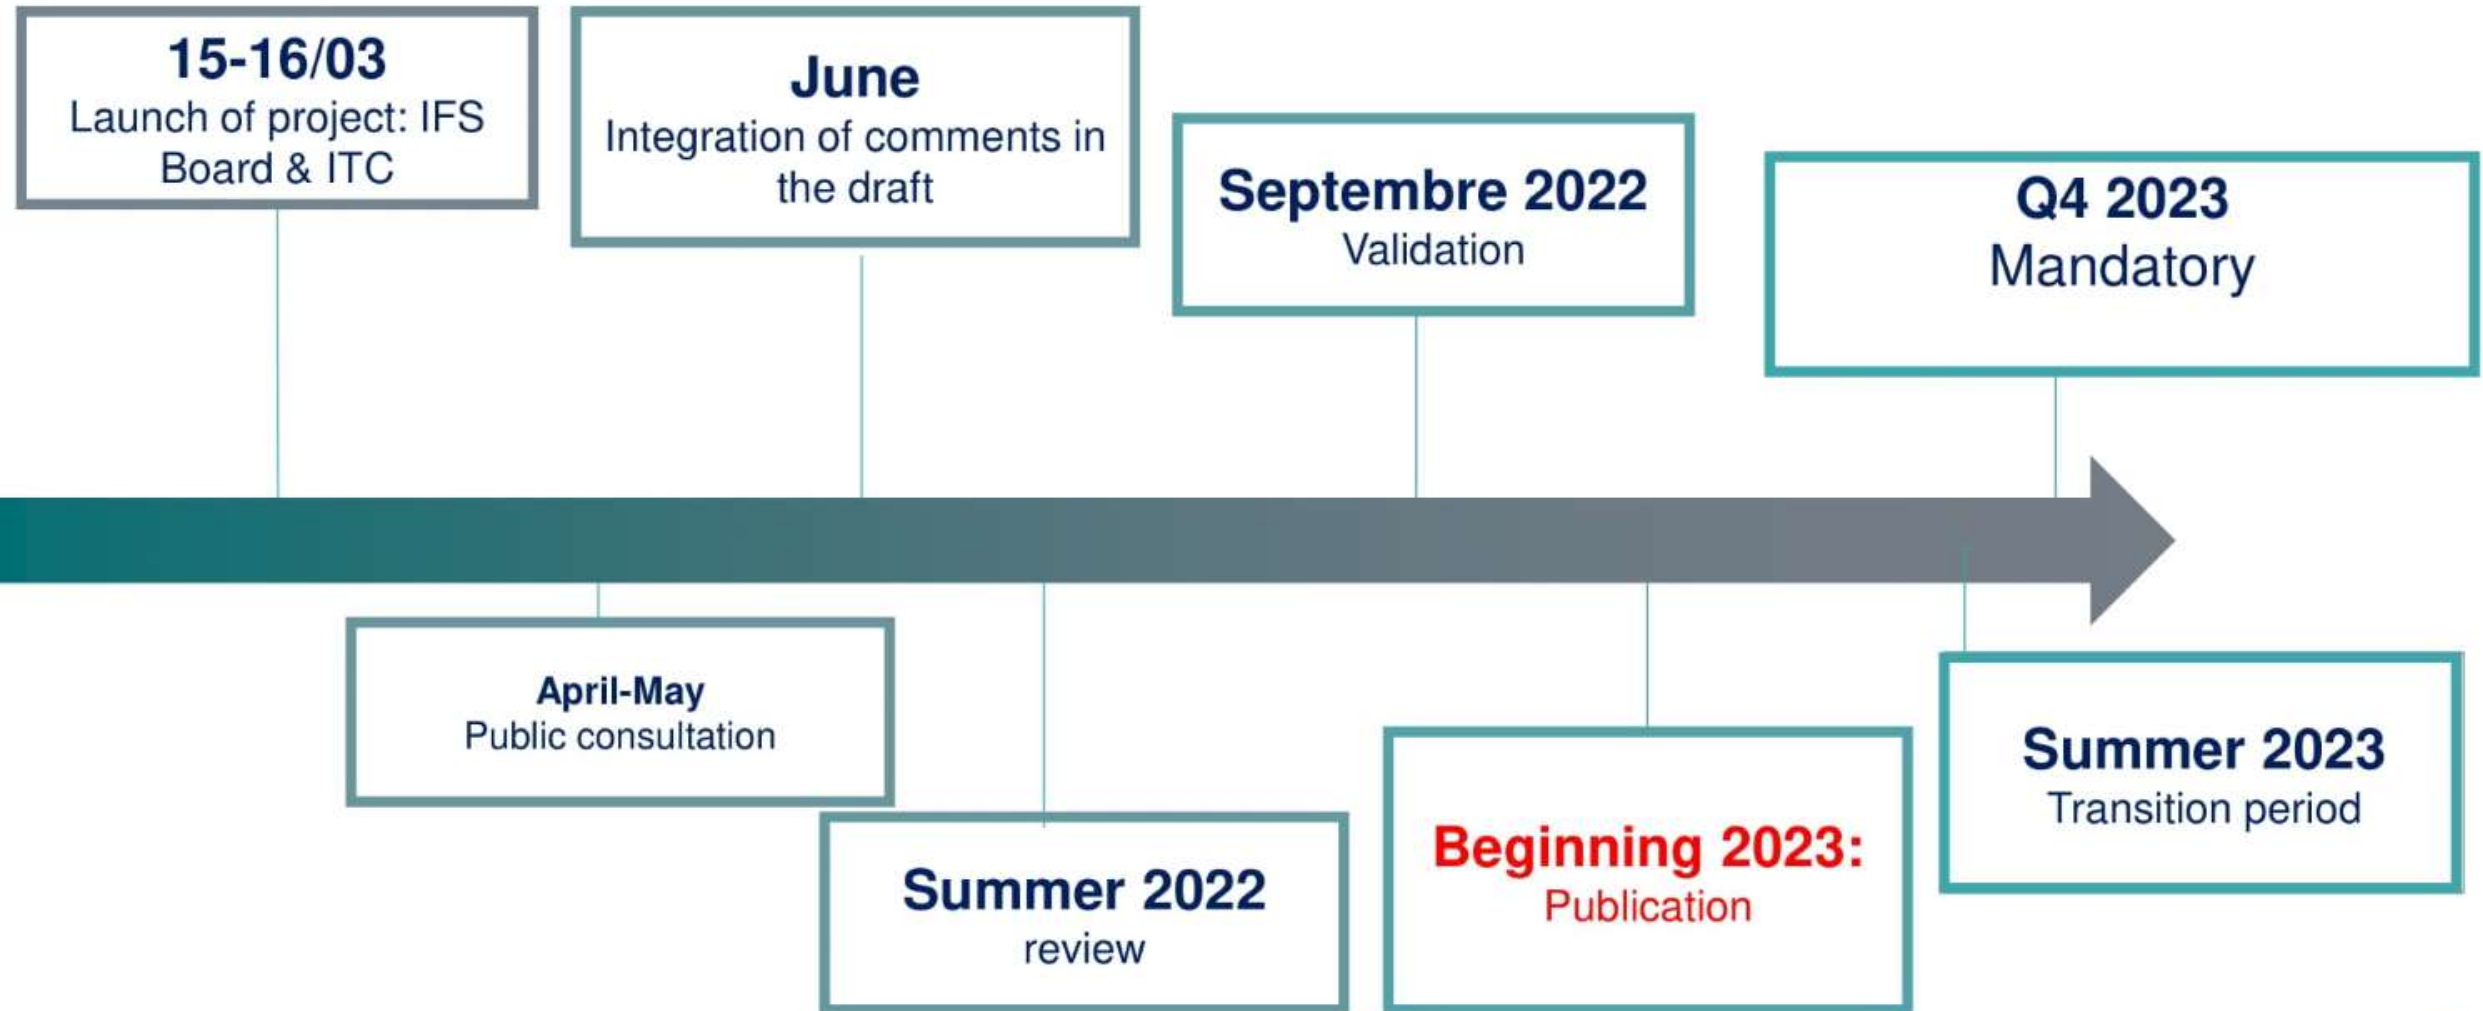 15-16/03
Launch of project: IFS
Board & ITC
June
Integration of comments in
the draft
Septembre 2022
Validation
Q4 2023
Mandatory
April-May
Public consultation
Summer 2022
review
Beginning 2023:
Publication
Summer 2023
Transition period